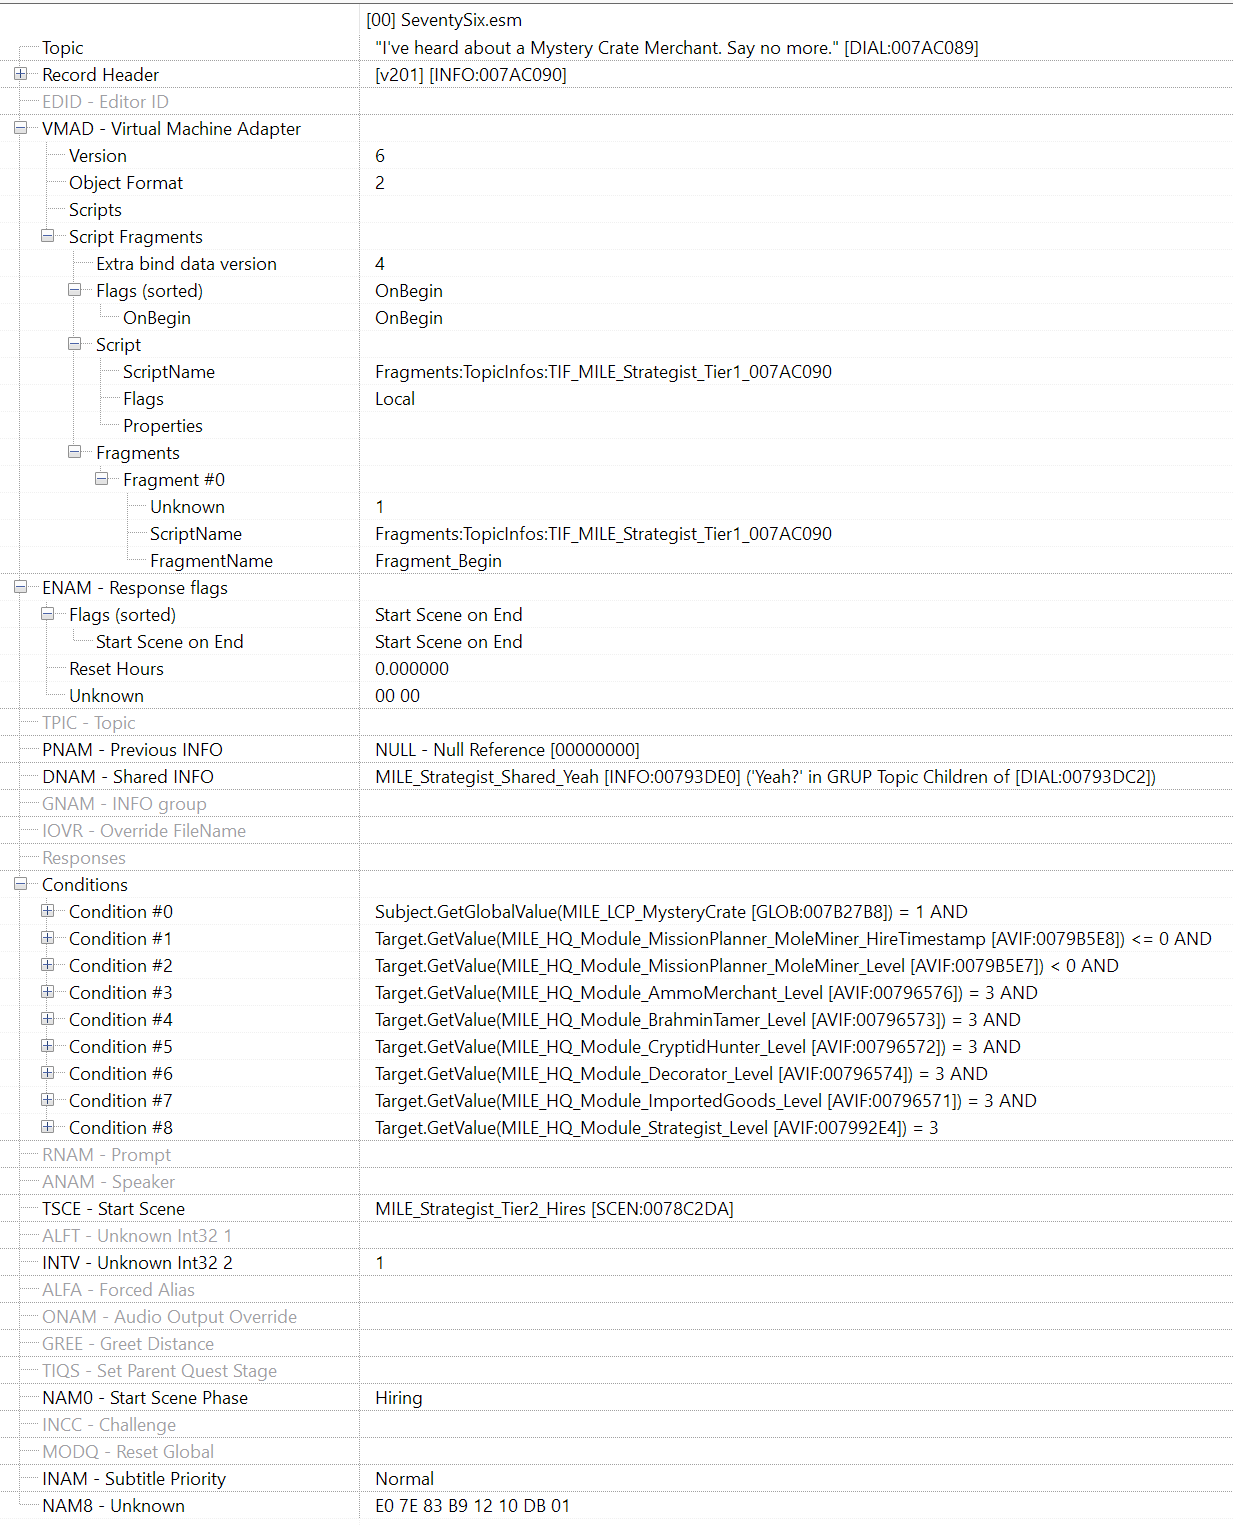 [00] SeventySix.esm
Topic "I've heard about a Mystery Crate Merchant. Say no more." [DIAL:007AC089]
Record Header [v201] [INFO:007AC090]
EDID - Editor ID
VMAD - Virtual Machine Adapter
Version 6
Object Format 2
Scripts
Script Fragments
Extra bind data version 4
Flags (sorted) OnBegin
OnBegin OnBegin
Script
ScriptName Fragments:TopicInfos:TIF_MILE_Strategist_Tier1_007AC090
Flags Local
Properties
Fragments
Fragment #0
Unknown 1
ScriptName Fragments:TopicInfos:TIF_MILE_Strategist_Tier1_007AC090
FragmentName Fragment_Begin
ENAM - Response flags
Flags (sorted) Start Scene on End
Start Scene on End Start Scene on End
Reset Hours 0.000000
Unknown 00 00
TPIC - Topic
PNAM - Previous INFO NULL - Null Reference [00000000]
DNAM - Shared INFO MILE_Strategist_Shared_Yeah [INFO:00793DE0] ('Yeah?' in GRUP Topic Children of [DIAL:00793DC2])
GNAM - INFO group
IOVR - Override FileName
Responses
Conditions
Condition #0 Subject.GetGlobalValue(MILE_LCP_MysteryCrate [GLOB:007B27B8]) = 1 AND
Condition #1 Target.GetValue(MILE_HQ_Module_MissionPlanner_MoleMiner_HireTimestamp [AVIF:0079B5E8]) <= 0 AND
Condition #2 Target.GetValue(MILE_HQ_Module_MissionPlanner_MoleMiner_Level [AVIF:0079B5E7]) < 0 AND
Condition #3 Target.GetValue(MILE_HQ_Module_AmmoMerchant_Level [AVIF:00796576]) = 3 AND
Condition #4 Target.GetValue(MILE_HQ_Module_BrahminTamer_Level [AVIF:00796573]) = 3 AND
Condition #5 Target.GetValue(MILE_HQ_Module_CryptidHunter_Level [AVIF:00796572]) = 3 AND
Condition #6 Target.GetValue(MILE_HQ_Module_Decorator_Level [AVIF:00796574]) = 3 AND
Condition #7 Target.GetValue(MILE_HQ_Module_ImportedGoods_Level [AVIF:00796571]) = 3 AND
Condition #8 Target.GetValue(MILE_HQ_Module_Strategist_Level [AVIF:007992E4]) = 3
RNAM - Prompt
ANAM - Speaker
TSCE - Start Scene MILE_Strategist_Tier2_Hires [SCEN:0078C2DA]
ALFT - Unknown Int32 1
INTV - Unknown Int32 2 1
ALFA - Forced Alias
ONAM - Audio Output Override
GREE - Greet Distance
TIQS - Set Parent Quest Stage
NAM0 - Start Scene Phase Hiring
INCC - Challenge
MODQ - Reset Global
INAM - Subtitle Priority Normal
NAM8 - Unknown E0 7E 83 B9 12 10 DB 01